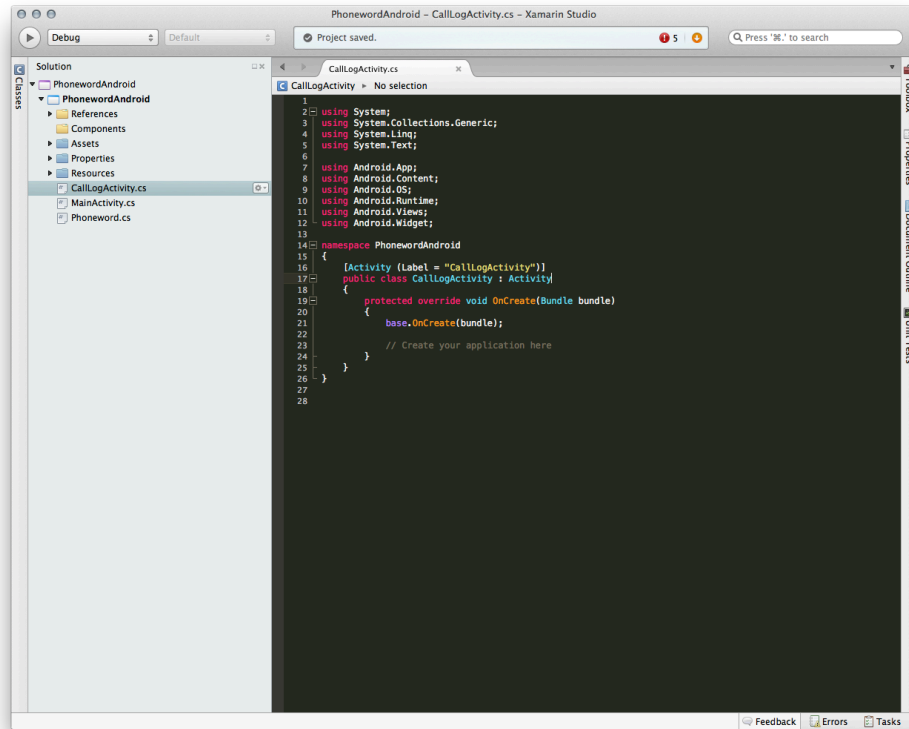 PhonewordAndroid – CallLogActivity.cs – Xamarin Studio
Debug
Default
Project saved.
5
Press '⌘.' to search
Classes
Solution
PhonewordAndroid
PhonewordAndroid
References
Components
Assets
Properties
Resources
CallLogActivity.cs
MainActivity.cs
Phoneword.cs
CallLogActivity.cs
CallLogActivity ▸ No selection
1
2 using System;
3 using System.Collections.Generic;
4 using System.Linq;
5 using System.Text;
6
7 using Android.App;
8 using Android.Content;
9 using Android.OS;
10 using Android.Runtime;
11 using Android.Views;
12 using Android.Widget;
13
14 namespace PhonewordAndroid
15 {
16 [Activity (Label = "CallLogActivity")]
17 public class CallLogActivity : Activity
18 {
19 protected override void OnCreate(Bundle bundle)
20 {
21 base.OnCreate(bundle);
22
23 // Create your application here
24 }
25 }
26 }
27
28
Toolbox
Properties
Document Outline
Unit Tests
Feedback
Errors
Tasks